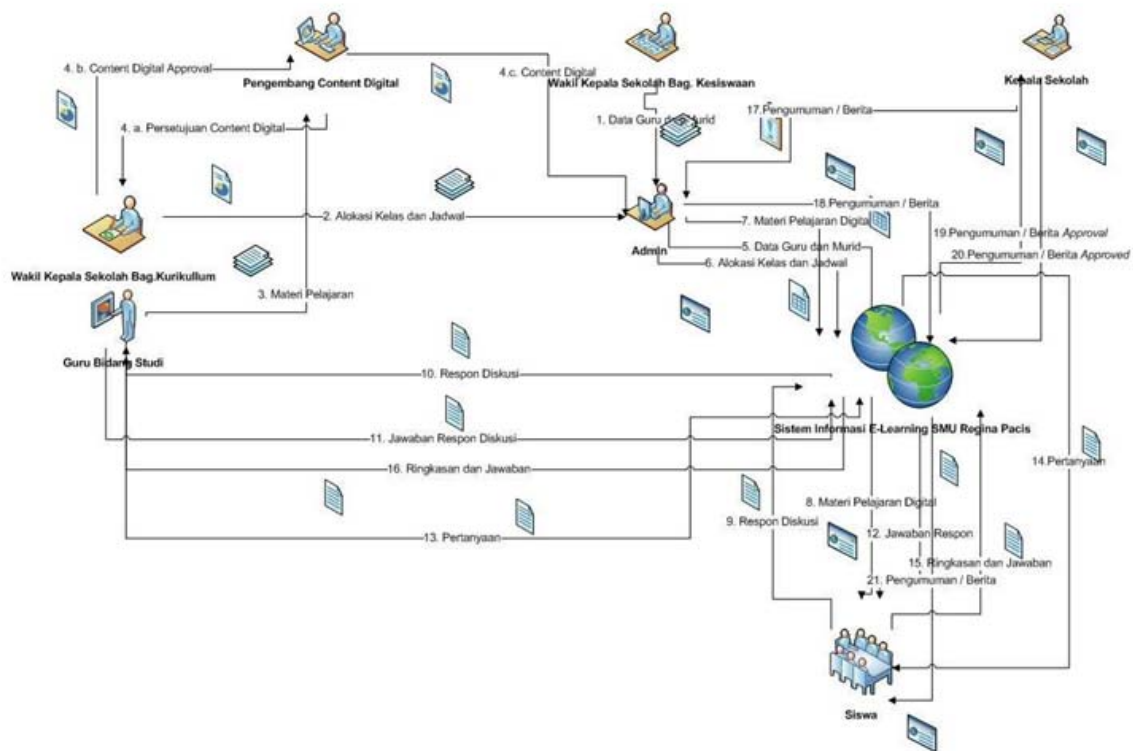 4. b. Content Digital Approval
Pengembang Content Digital
4.c. Content Digital
Wakil Kepala Sekolah Bag. Kesiswaan
Kepala Sekolah
17.Pengumuman / Berita
1. Data Guru dan Murid
4. a. Persetujuan Content Digital
2. Alokasi Kelas dan Jadwal
18.Pengumuman / Berita
7. Materi Pelajaran Digital
19.Pengumuman / Berita Approval
Admin
5. Data Guru dan Murid
20.Pengumuman / Berita Approved
6. Alokasi Kelas dan Jadwal
Wakil Kepala Sekolah Bag.Kurikullum
3. Materi Pelajaran
Guru Bidang Studi
10. Respon Diskusi
Sistem Informasi E-Learning SMU Regina Pacis
11. Jawaban Respon Diskusi
14.Pertanyaan
16. Ringkasan dan Jawaban
8. Materi Pelajaran Digital
9. Respon Diskusi
12. Jawaban Respon
13. Pertanyaan
15. Ringkasan dan Jawaban
21. Pengumuman / Berita
Siswa